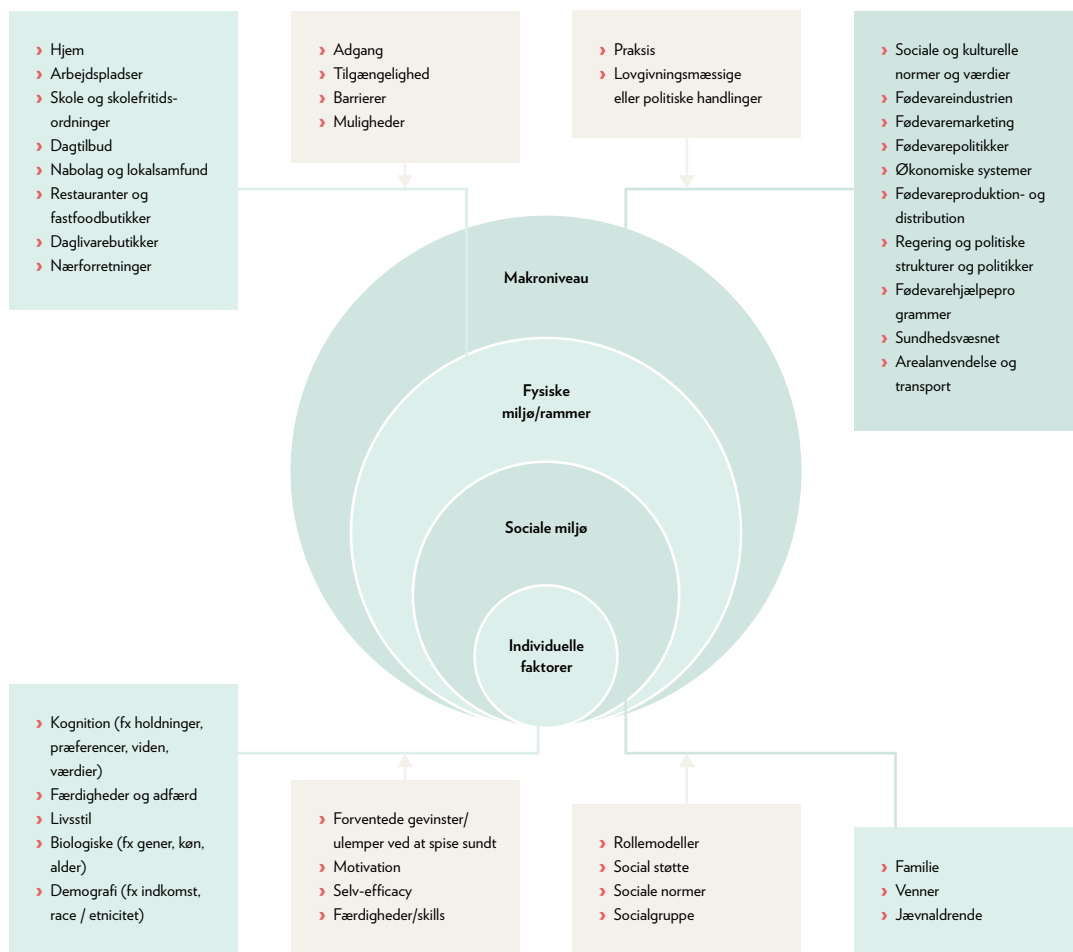 › Hjem
› Arbejdspladser
› Skole og skolefritids-
ordninger
› Dagtilbud
› Nabolag og lokalsamfund
› Restauranter og
fastfoodbutikker
› Daglivarebutikker
› Nærforretninger
› Adgang
› Tilgængelighed
› Barrierer
› Muligheder
› Praksis
› Lovgivningsmæssige
eller politiske handlinger
› Sociale og kulturelle
normer og værdier
› Fødevareindustrien
› Fødevaremarketing
› Fødevarepolitikker
› Økonomiske systemer
› Fødevareproduktion- og
distribution
› Regering og politiske
strukturer og politikker
› Fødevarehjælpepro
grammer
› Sundhedsvæsnet
› Arealanvendelse og
transport
Makroniveau
Fysiske
miljø/rammer
Sociale miljø
Individuelle
faktorer
› Kognition (fx holdninger,
præferencer, viden,
værdier)
› Færdigheder og adfærd
› Livsstil
› Biologiske (fx gener, køn,
alder)
› Demografi (fx indkomst,
race / etnicitet)
› Forventede gevinster/
ulemper ved at spise sundt
› Motivation
› Selv-efficacy
› Færdigheder/skills
› Rollemodeller
› Social støtte
› Sociale normer
› Socialgruppe
› Familie
› Venner
› Jævnaldrende